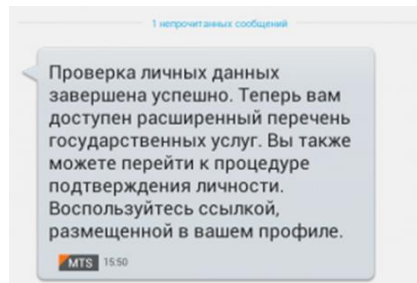 1 непрочитанных сообщений
Проверка личных данных
завершена успешно. Теперь вам
доступен расширенный перечень
государственных услуг. Вы также
можете перейти к процедуре
подтверждения личности.
Воспользуйтесь ссылкой,
размещенной в вашем профиле.
MTS 15:50